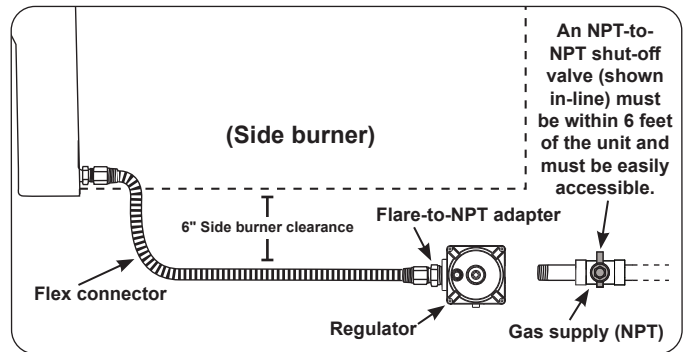 An NPT-to-
NPT shut-off
valve (shown
in-line) must
be within 6 feet
of the unit and
must be easily
accessible.
(Side burner)
6" Side burner clearance
Flare-to-NPT adapter
Flex connector
Regulator
Gas supply (NPT)